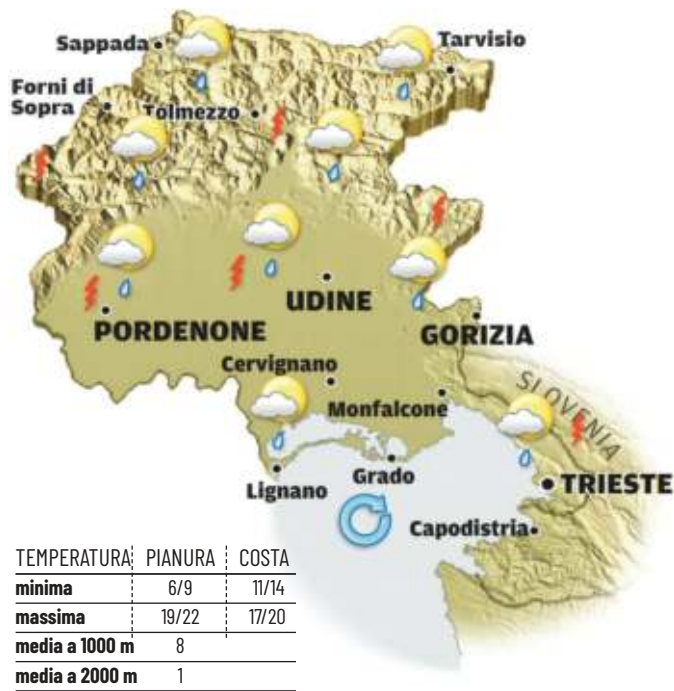 Sappada
Tarvisio
Forni di
Sopra
Tolmezzo
UDINE
PORDENONE
GORIZIA
Cervignano
SLOVENIA
Monfalcone
Grado
Lignano
TRIESTE
Capodistria
TEMPERATURA PIANURA COSTA
minima 6/9 11/14
massima 19/22 17/20
media a 1000 m 8
media a 2000 m 1